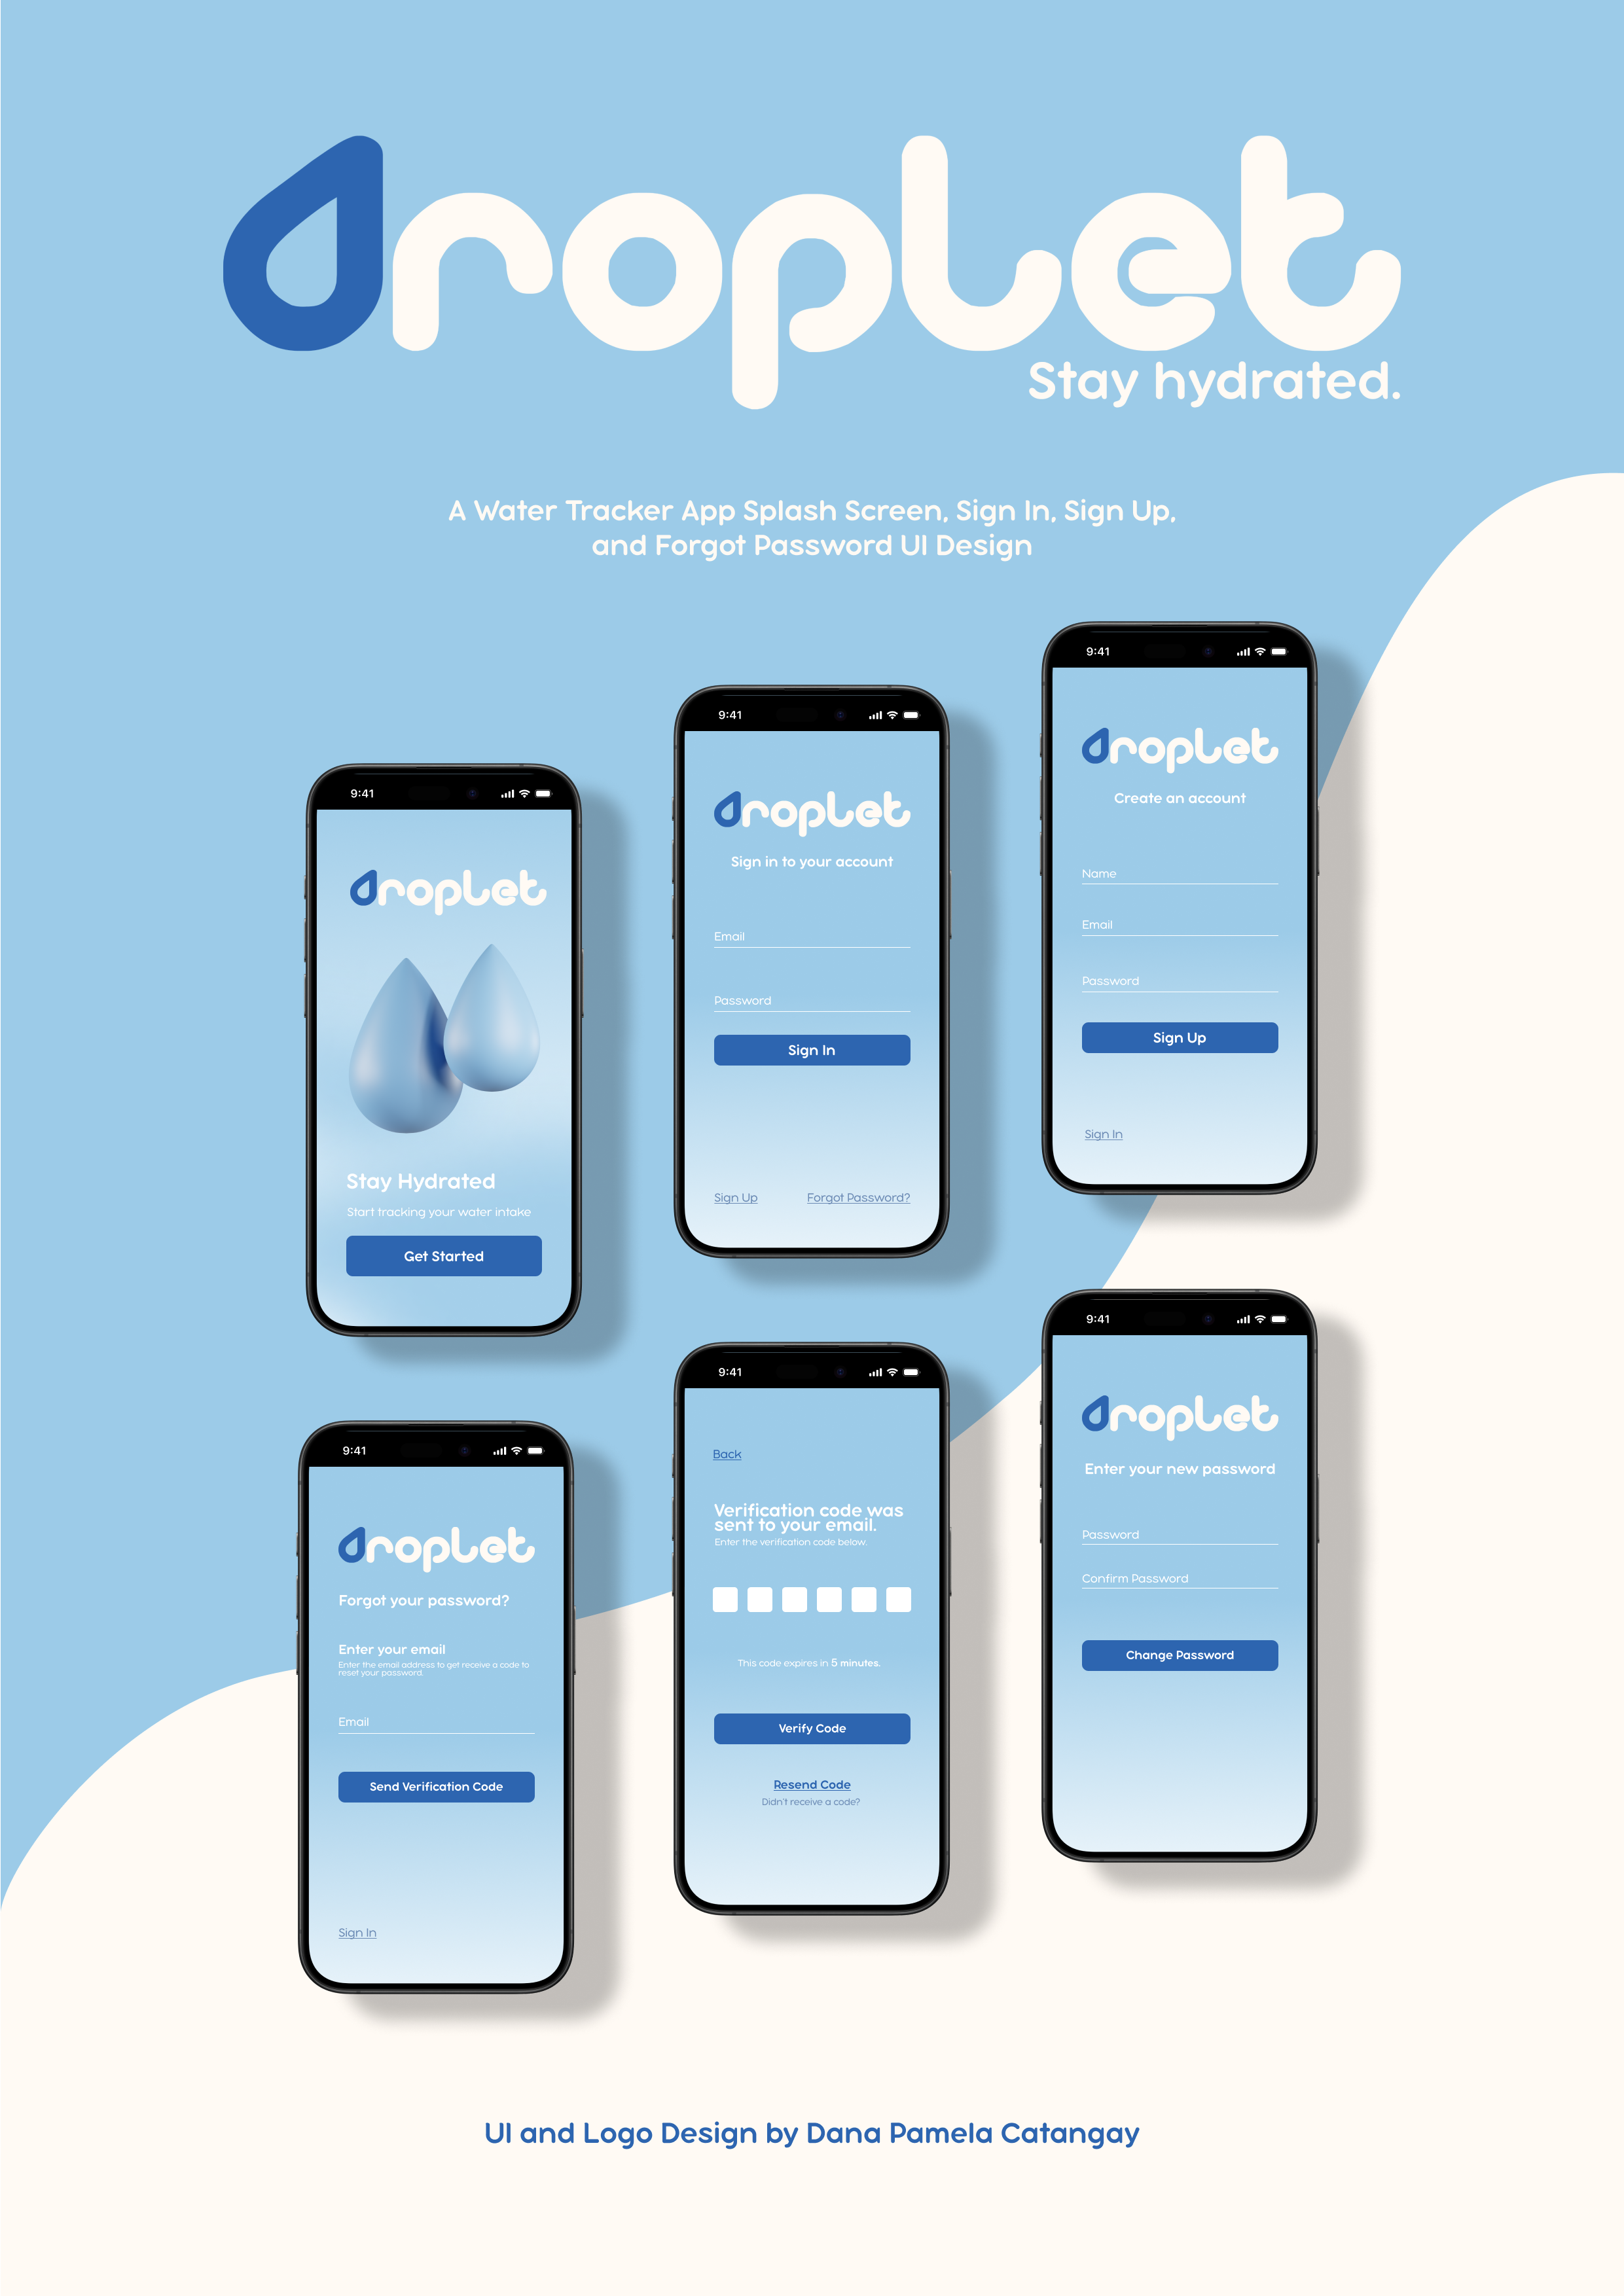 droplet
Stay hydrated.
A Water Tracker App Splash Screen, Sign In, Sign Up,
and Forgot Password UI Design
9:41
droplet
Stay Hydrated
Start tracking your water intake
Get Started
9:41
droplet
Sign in to your account
Email
Password
Sign In
Sign Up
Forgot Password?
9:41
droplet
Create an account
Name
Email
Password
Sign Up
Sign In
9:41
droplet
Forgot your password?
Enter your email
Enter the email address to get receive a code to
reset your password.
Email
Send Verification Code
Sign In
9:41
Back
Verification code was
sent to your email.
Enter the verification code below.
This code expires in 5 minutes.
Verify Code
Resend Code
Didn't receive a code?
9:41
droplet
Enter your new password
Password
Confirm Password
Change Password
UI and Logo Design by Dana Pamela Catangay